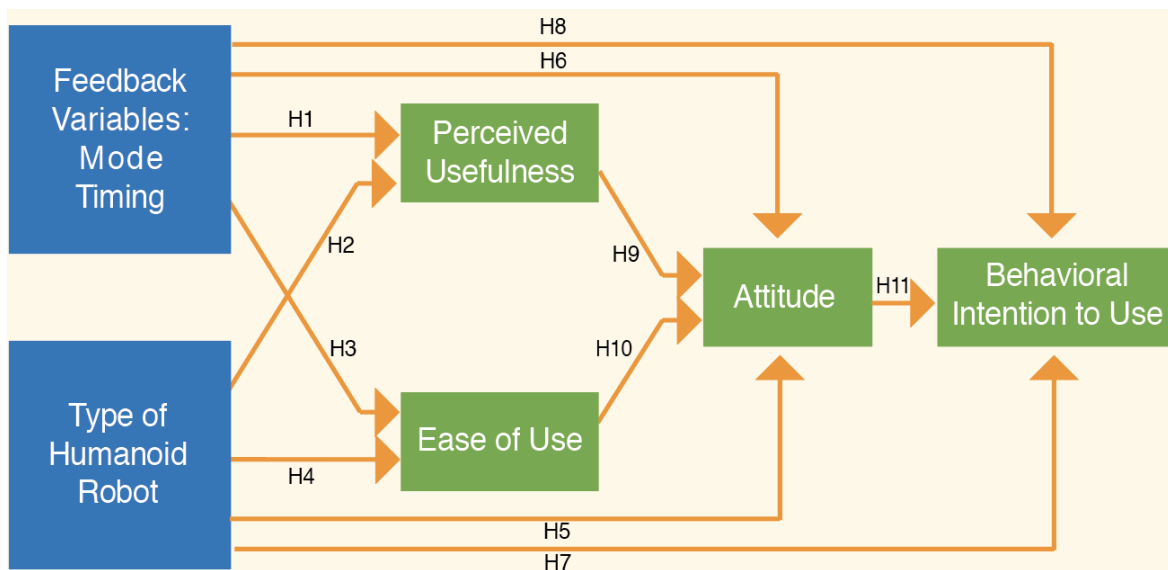 H8
H6
Feedback
Variables:
Mode
Timing
H1
Perceived
Usefulness
H2
H9
Attitude
H11
Behavioral
Intention to Use
H3
H10
Type of
Humanoid
Robot
Ease of Use
H4
H5
H7